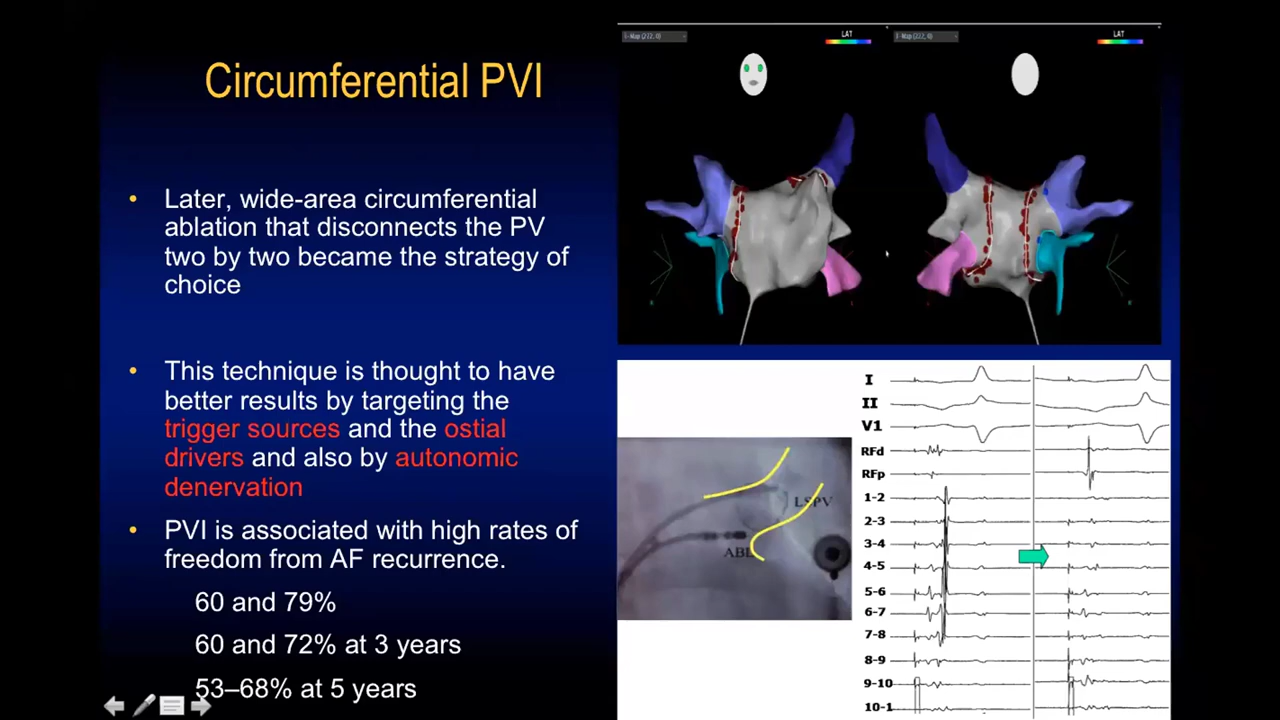 Circumferential PVI
• Later, wide-area circumferential
ablation that disconnects the PV
two by two became the strategy of
choice
• This technique is thought to have
better results by targeting the
trigger sources and the ostial
drivers and also by autonomic
denervation
• PVI is associated with high rates of
freedom from AF recurrence.
60 and 79%
60 and 72% at 3 years
53–68% at 5 years
LAT
LAT
LSPV
I
II
V1
RFd
RFp
1-2
2-3
3-4
4-5
5-6
6-7
7-8
8-9
9-10
10-1